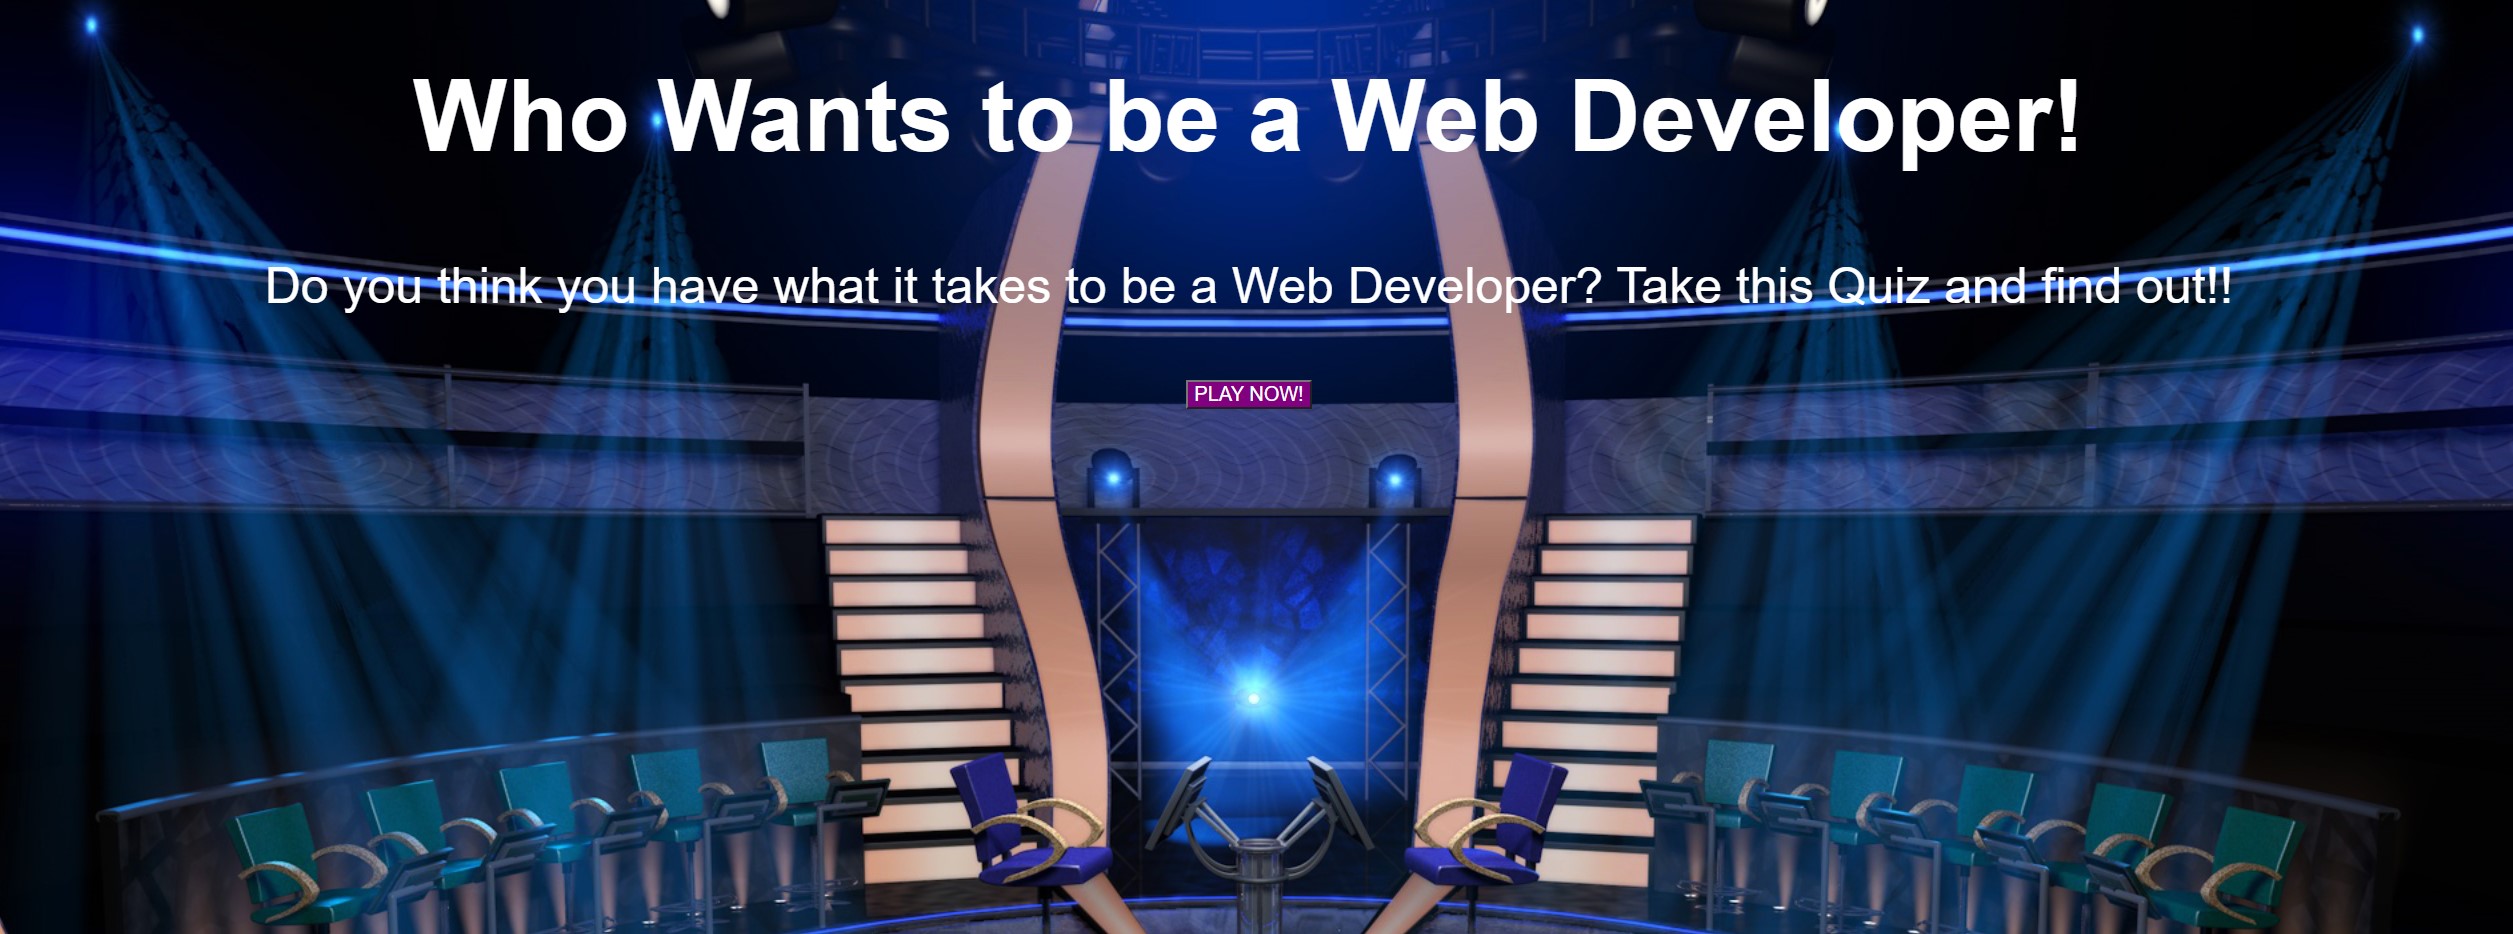 Who Wants to be a Web Developer!
Do you think you have what it takes to be a Web Developer? Take this Quiz and find out!!
PLAY NOW!